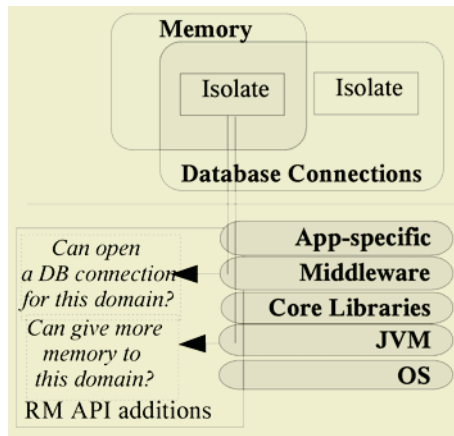 Memory
Isolate
Isolate
Database Connections
App-specific
Can open
a DB connection
for this domain?
Middleware
Core Libraries
Can give more
memory to
this domain?
JVM
OS
RM API additions